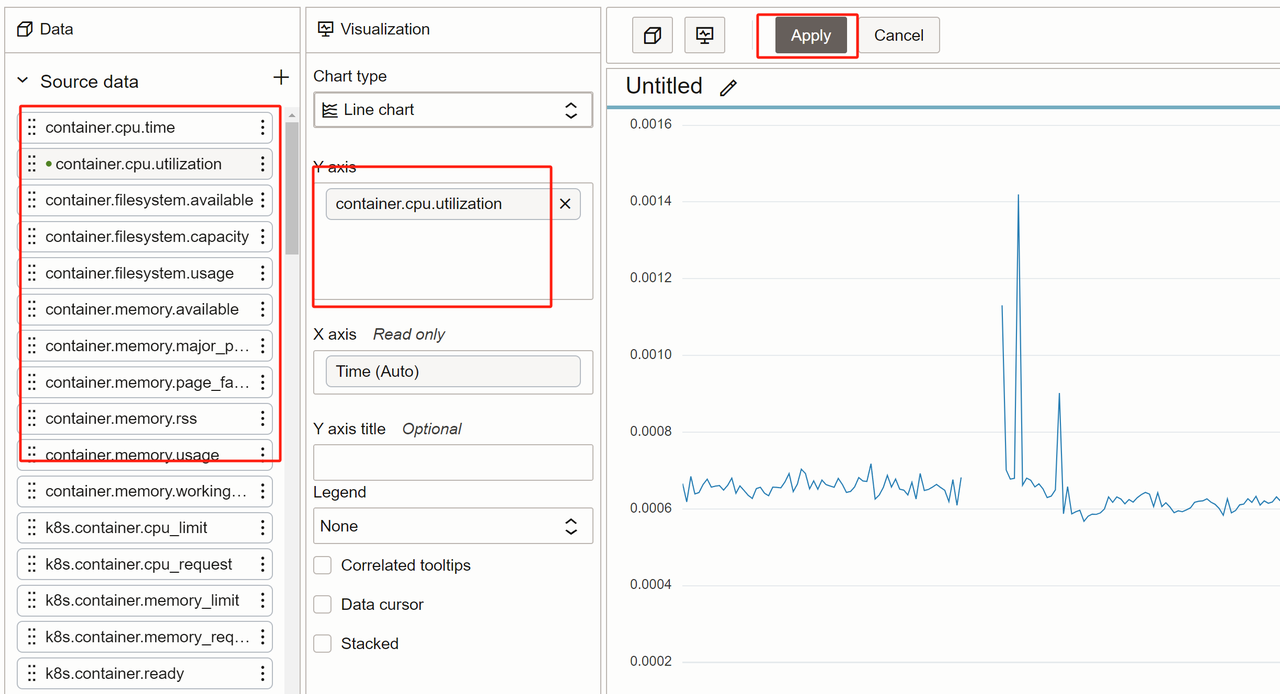 Data
Source data
container.cpu.time
container.cpu.utilization
container.filesystem.available
container.filesystem.capacity
container.filesystem.usage
container.memory.available
container.memory.major_p...
container.memory.page_fa...
container.memory.rss
container.memory.usage
container.memory.working...
k8s.container.cpu_limit
k8s.container.cpu_request
k8s.container.memory_limit
k8s.container.memory_req...
k8s.container.ready
Visualization
Chart type
Line chart
Y axis
container.cpu.utilization
X axis Read only
Time (Auto)
Y axis title Optional
Legend
None
Correlated tooltips
Data cursor
Stacked
Apply Cancel
Untitled
0.0016
0.0014
0.0012
0.0010
0.0008
0.0006
0.0004
0.0002